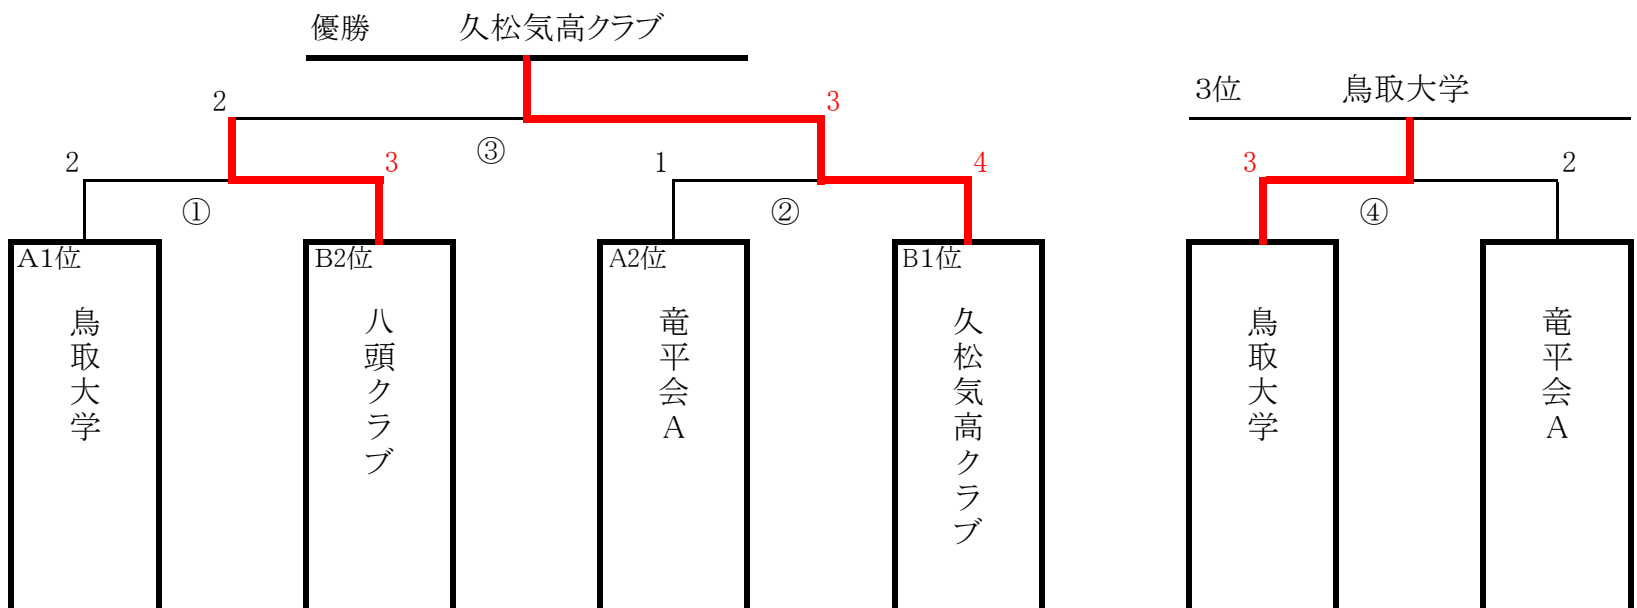 優勝 久松気高クラブ
3位 鳥取大学
2 3
③
2 3 1 4 3 2
① ② ④
A1位 B2位 A2位 B1位
鳥取大学
八頭クラブ
竜平会A
久松気高クラブ
鳥取大学
竜平会A